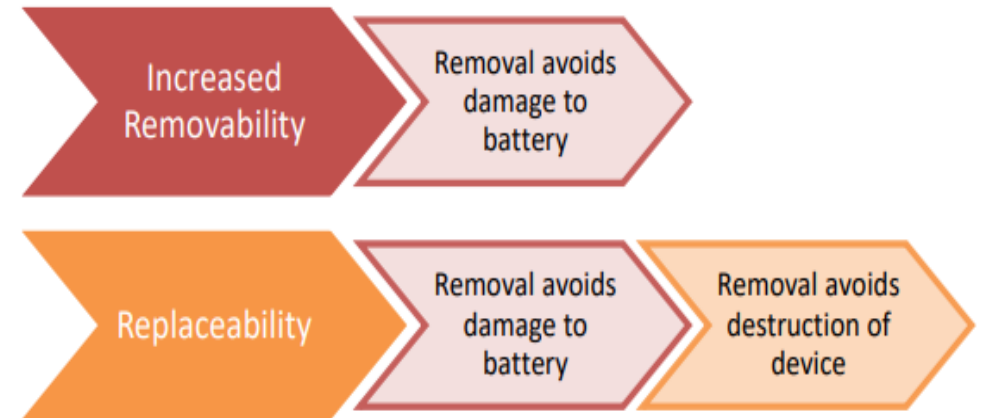 Increased
Removability
Removal avoids
damage to
battery
Replaceability
Removal avoids
damage to
battery
Removal avoids
destruction of
device